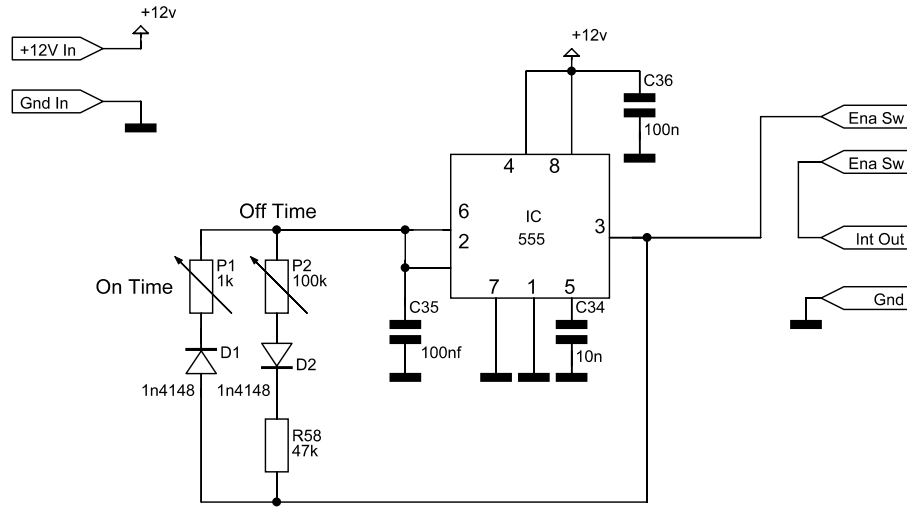 +12v
+12V In
Gnd In
+12v
C36
100n
Ena Sw
Ena Sw
Int Out
Gnd
4
8
6
2
IC
555
3
7
1
5
Off Time
On Time
P1
1k
P2
100k
C35
100nf
C34
10n
D1
1n4148
D2
1n4148
R58
47k